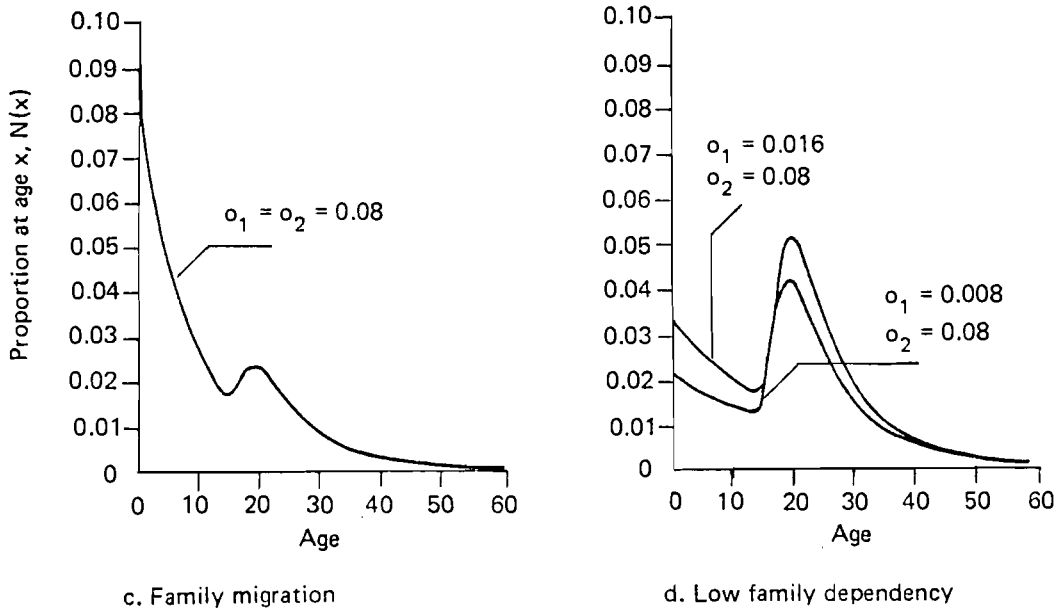 Proportion at age x, N(x)
0.10
0.09
0.08
0.07
0.06
0.05
0.04
0.03
0.02
0.01
0
o1 = o2 = 0.08
0 10 20 30 40 50 60
Age
c. Family migration
0.10
0.09
0.08
0.07
0.06
0.05
0.04
0.03
0.02
0.01
0
o1 = 0.016
o2 = 0.08
o1 = 0.008
o2 = 0.08
0 10 20 30 40 50 60
Age
d. Low family dependency